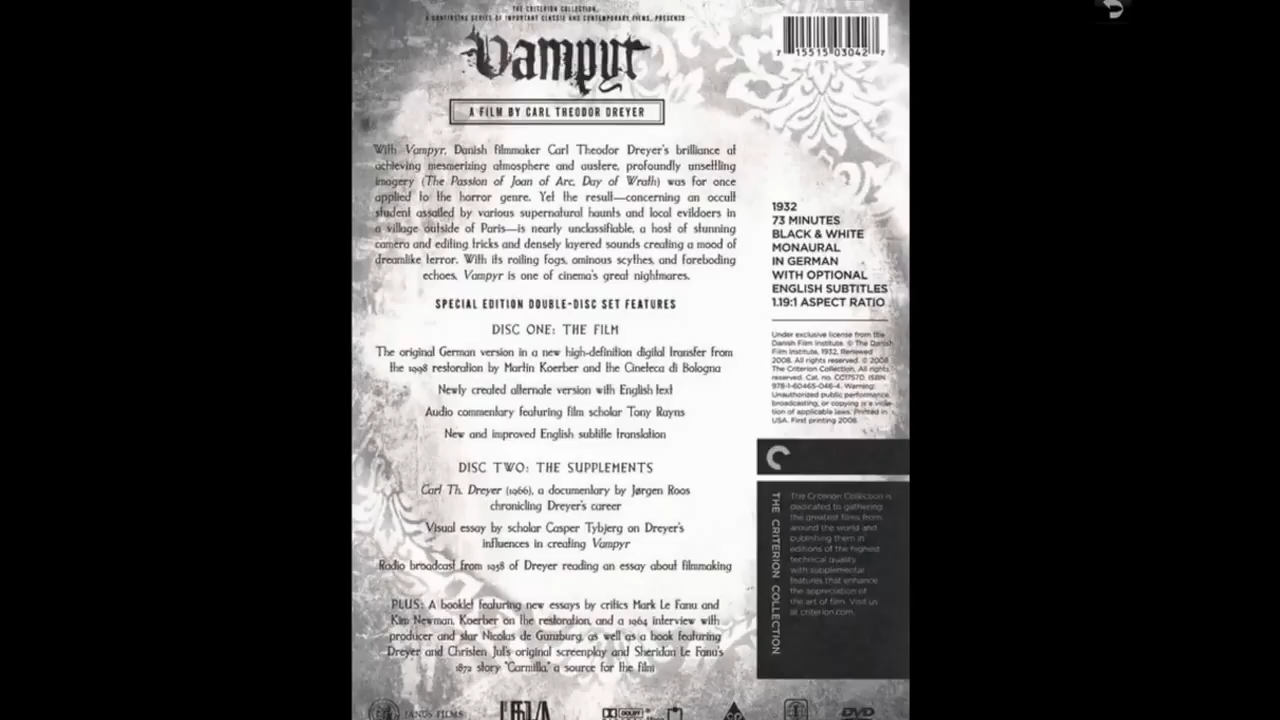 THE CRITERION COLLECTION,
A CONTINUING SERIES OF IMPORTANT CLASSIC AND CONTEMPORARY FILMS, PRESENTS
Vampyr
A FILM BY CARL THEODOR DREYER
With Vampyr, Danish filmmaker Carl Theodor Dreyer's brilliance at
achieving mesmerizing atmosphere and austere, profoundly unsettling
imagery (The Passion of Joan of Arc, Day of Wrath) was for once
applied to the horror genre. Yet the result—concerning an occult
student assailed by various supernatural haunts and local evildoers in
a village outside of Paris—is nearly unclassifiable, a host of stunning
camera and editing tricks and densely layered sounds creating a mood of
dreamlike terror. With its roiling fogs, ominous scythes, and foreboding
echoes, Vampyr is one of cinema's great nightmares.
SPECIAL EDITION DOUBLE-DISC SET FEATURES
DISC ONE: THE FILM
The original German version in a new high-definition digital transfer from
the 1998 restoration by Martin Koerber and the Cineteca di Bologna
Newly created alternate version with English text
Audio commentary featuring film scholar Tony Rayns
New and improved English subtitle translation
DISC TWO: THE SUPPLEMENTS
Carl Th. Dreyer (1966), a documentary by Jørgen Roos
chronicling Dreyer's career
Visual essay by scholar Casper Tybjerg on Dreyer's
influences in creating Vampyr
Radio broadcast from 1958 of Dreyer reading an essay about filmmaking
PLUS: A booklet featuring new essays by critics Mark Le Fanu and
Kim Newman, Koerber on the restoration, and a 1964 interview with
producer and star Nicolas de Gunzburg, as well as a book featuring
Dreyer and Christen Jul's original screenplay and Sheridan Le Fanu's
1872 story "Carmilla," a source for the film
JANUS FILMS
DOLBY
DVD
7 15515 03042 7
1932
73 MINUTES
BLACK & WHITE
MONAURAL
IN GERMAN
WITH OPTIONAL
ENGLISH SUBTITLES
1.19:1 ASPECT RATIO
Under exclusive license from the
Danish Film Institute. © The Danish
Film Institute, 1932. Renewed
2008. All rights reserved. © 2008
The Criterion Collection. All rights
reserved. Cat. no. CC1757D. ISBN
978-1-60465-046-4. Warning:
Unauthorized public performance,
broadcasting, or copying is a viola-
tion of applicable laws. Printed in
USA. First printing 2008.
THE CRITERION COLLECTION
The Criterion Collection is
dedicated to gathering
the greatest films from
around the world and
publishing them in
editions of the highest
technical quality,
with supplemental
features that enhance
the appreciation of
the art of film. Visit us
at criterion.com.